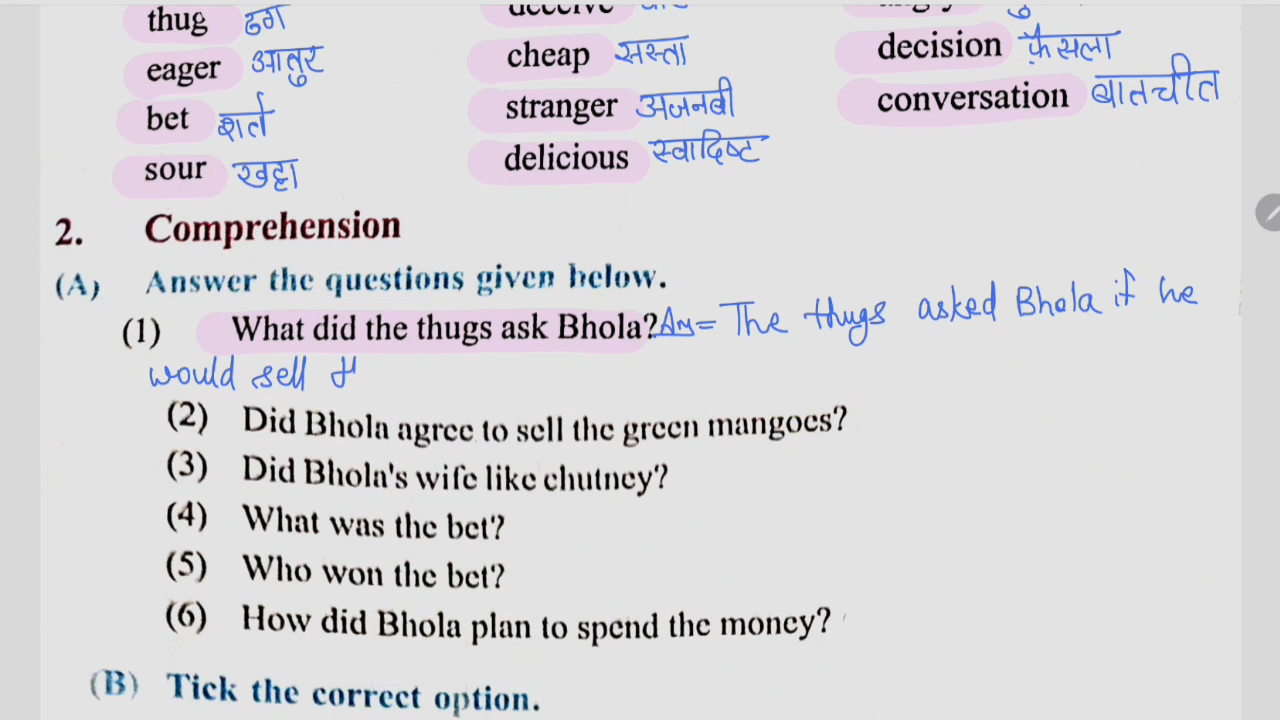 thug ठग
eager आतुर cheap सस्ता decision फ़ैसला
bet शर्त stranger अजनबी conversation बातचीत
sour खट्टा delicious स्वादिष्ट
2. Comprehension
(A) Answer the questions given below.
(1) What did the thugs ask Bhola? Ans= The thugs asked Bhola if he
would sell
(2) Did Bhola agree to sell the green mangoes?
(3) Did Bhola's wife like chutney?
(4) What was the bet?
(5) Who won the bet?
(6) How did Bhola plan to spend the money?
(B) Tick the correct option.